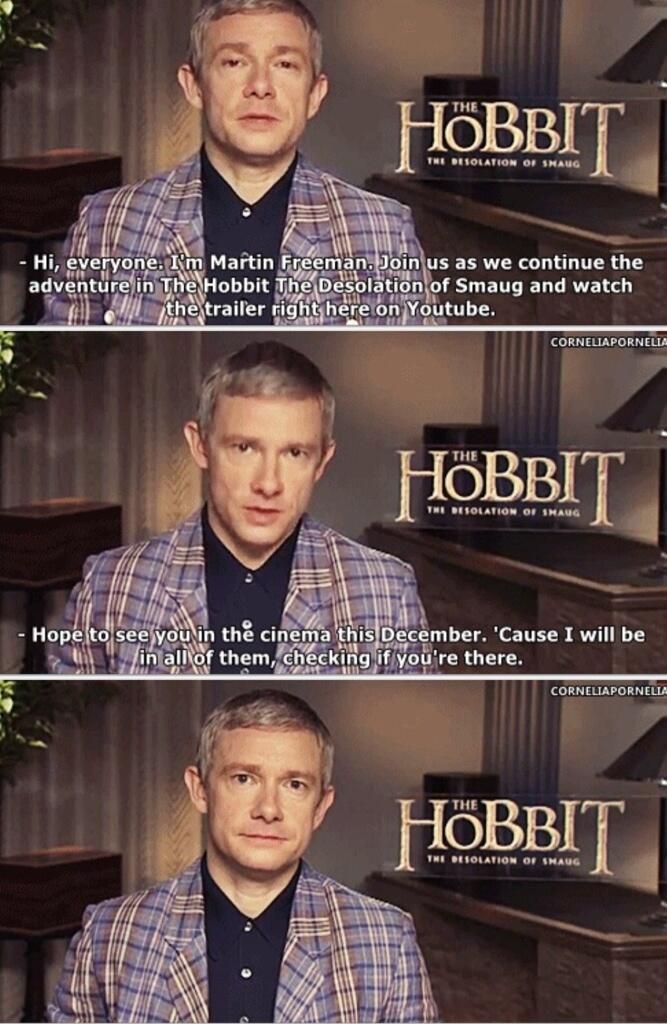 THE
HOBBIT
THE DESOLATION OF SMAUG
- Hi, everyone. I'm Martin Freeman. Join us as we continue the
adventure in The Hobbit The Desolation of Smaug and watch
the trailer right here on Youtube.
CORNELIAPORNELIA
THE
HOBBIT
THE DESOLATION OF SMAUG
- Hope to see you in the cinema this December. 'Cause I will be
in all of them, checking if you're there.
CORNELIAPORNELIA
THE
HOBBIT
THE DESOLATION OF SMAUG